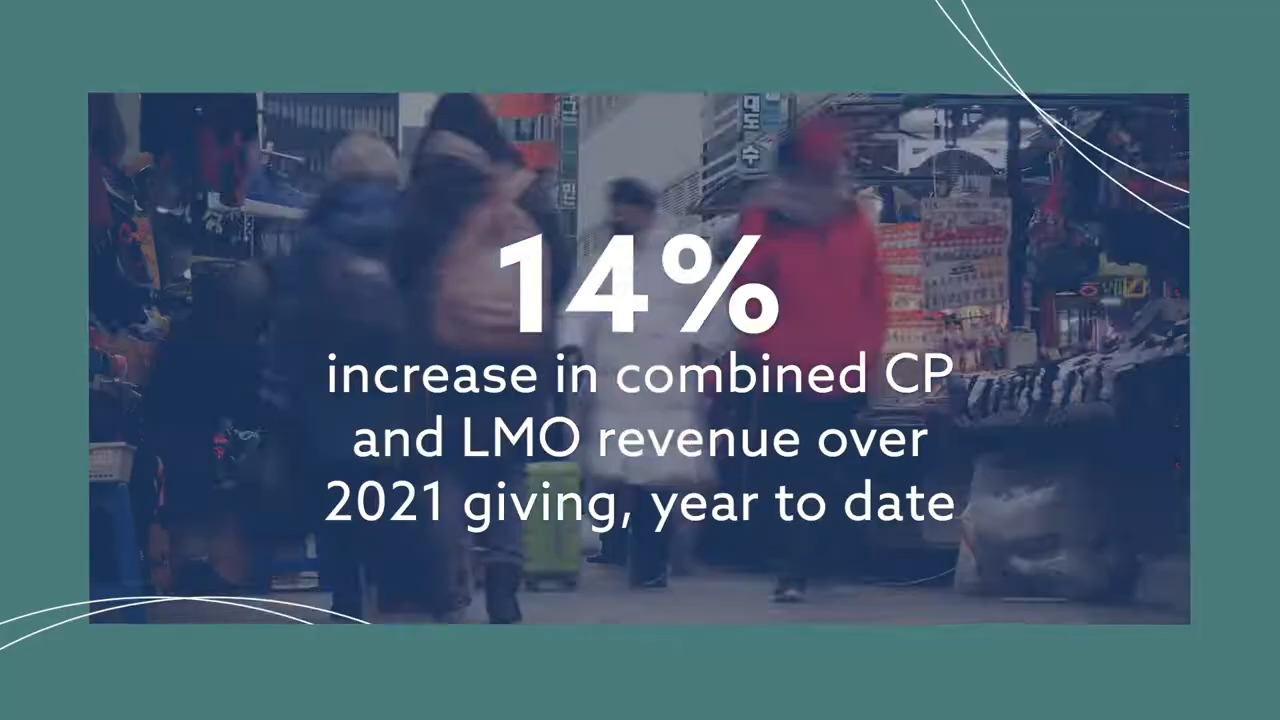 14%
increase in combined CP
and LMO revenue over
2021 giving, year to date